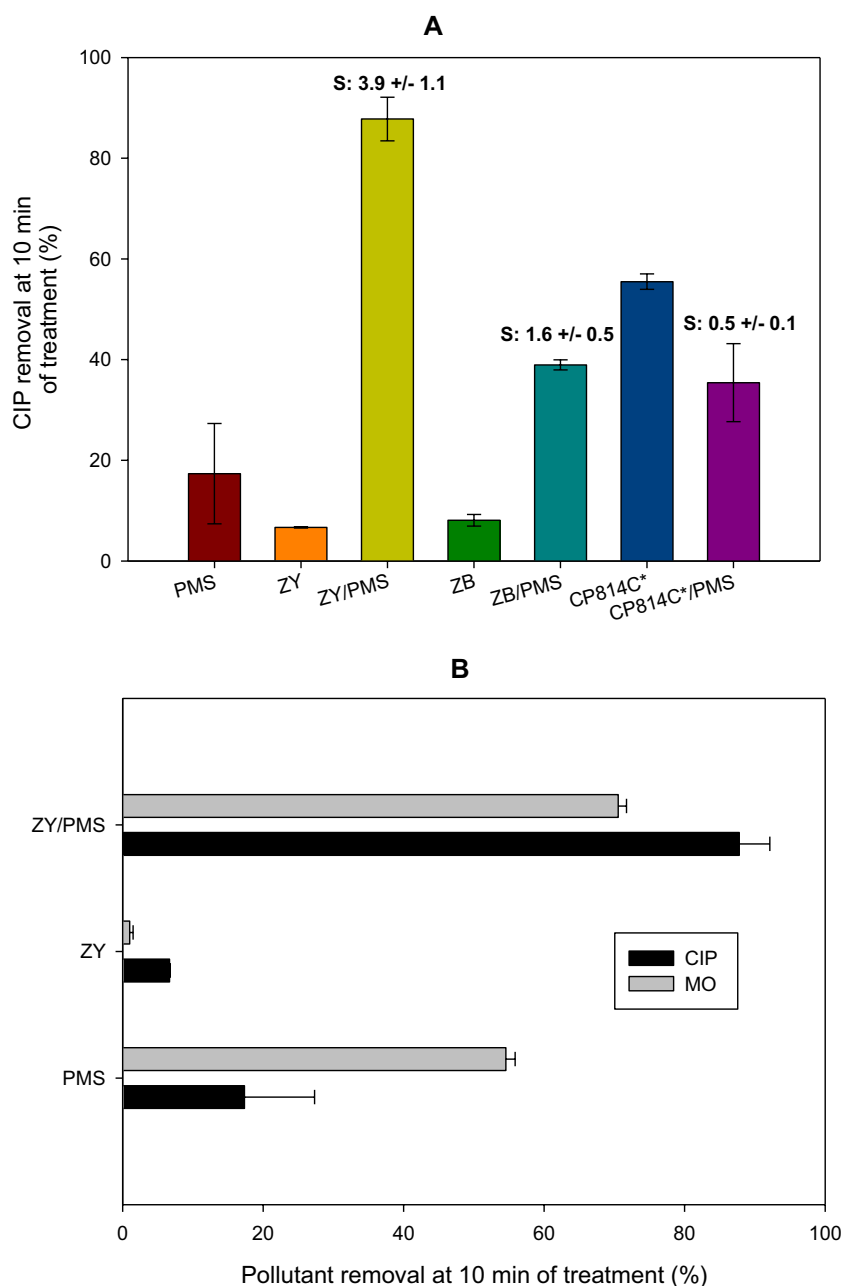 A
CIP removal at 10 min
of treatment (%)
100
80
60
40
20
0
S: 3.9 +/- 1.1
S: 1.6 +/- 0.5
S: 0.5 +/- 0.1
PMS
ZY
ZY/PMS
ZB
ZB/PMS
CP814C*
CP814C*/PMS
B
ZY/PMS
ZY
PMS
CIP
MO
0
20
40
60
80
100
Pollutant removal at 10 min of treatment (%)